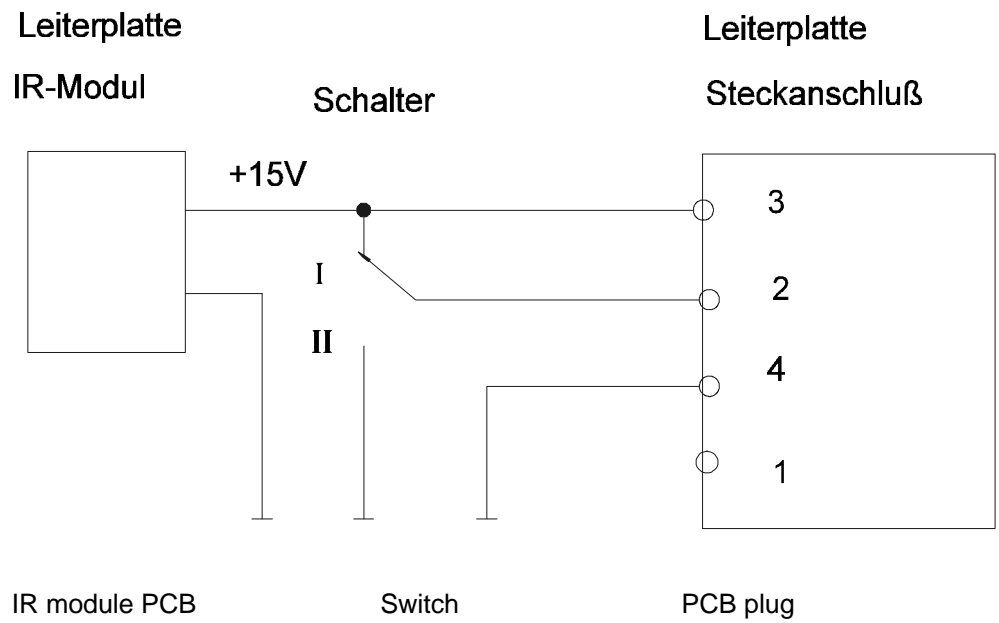 Leiterplatte
IR-Modul
Schalter
Leiterplatte
Steckanschluß
+15V
3
I
2
II
4
1
IR module PCB
Switch
PCB plug